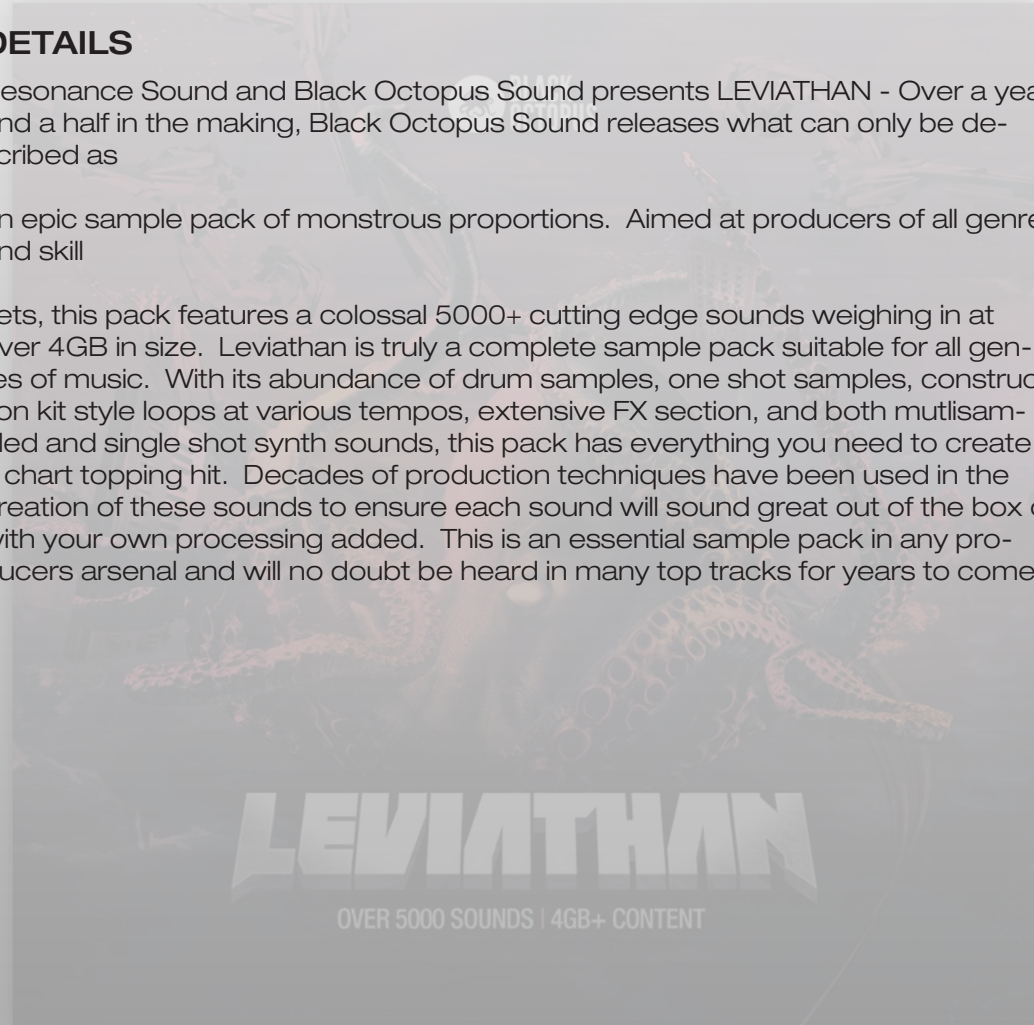 DETAILS
esonance Sound and Black Octopus Sound presents LEVIATHAN - Over a yea
nd a half in the making, Black Octopus Sound releases what can only be de-
cribed as
n epic sample pack of monstrous proportions.  Aimed at producers of all genre
nd skill
ets, this pack features a colossal 5000+ cutting edge sounds weighing in at
ver 4GB in size.  Leviathan is truly a complete sample pack suitable for all gen-
es of music.  With its abundance of drum samples, one shot samples, construc
on kit style loops at various tempos, extensive FX section, and both mutlisam-
led and single shot synth sounds, this pack has everything you need to create
chart topping hit.  Decades of production techniques have been used in the
reation of these sounds to ensure each sound will sound great out of the box o
ith your own processing added.  This is an essential sample pack in any pro-
ucers arsenal and will no doubt be heard in many top tracks for years to come
BLACK
OCTOPUS
LEVIATHAN
OVER 5000 SOUNDS | 4GB+ CONTENT